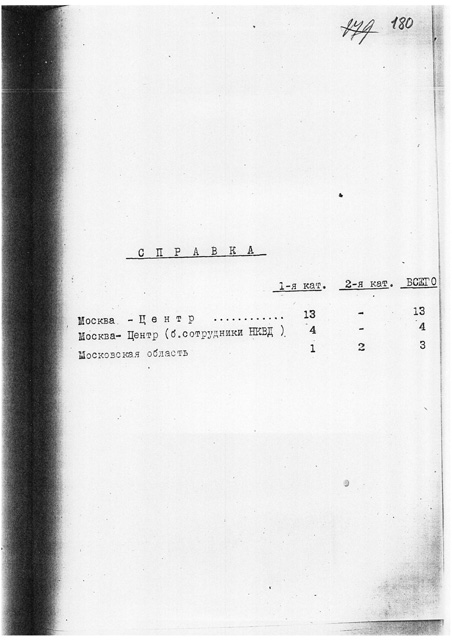 179 180
С П Р А В К А
1-я кат. 2-я кат. ВСЕГО
Москва - Ц е н т р ............ 13 - 13
Москва- Центр (б.сотрудники НКВД ) 4 - 4
Московская область 1 2 3